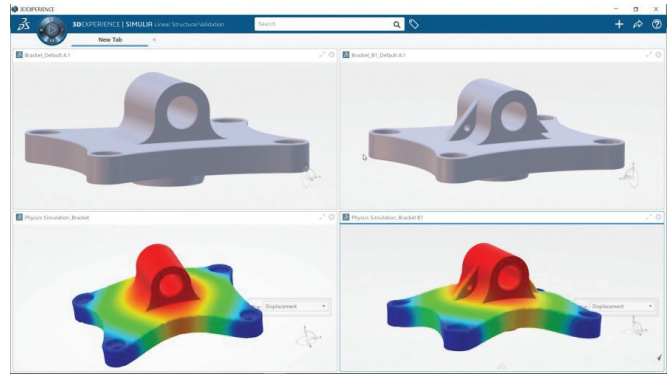 3DEXPERIENCE
3DEXPERIENCE | SIMULIA Linear Structural Validation
Search
New Tab
Bracket_Default A.1
Bracket_B1_Default A.1
Physics Simulation_Bracket
Physics Simulation_Bracket B1
Displacement
Displacement